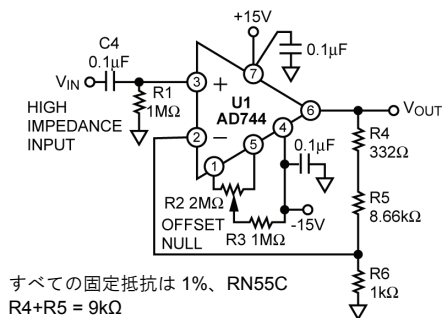 +15V
C4
0.1µF
0.1µF
VIN
R1
1MΩ
HIGH
IMPEDANCE
INPUT
3
+
7
U1
AD744
6
VOUT
2
−
5
4
1
0.1µF
R4
332Ω
R2 2MΩ
OFFSET
NULL
R3 1MΩ
-15V
R5
8.66kΩ
R6
1kΩ
すべての固定抵抗は 1%、RN55C
R4+R5 = 9kΩ